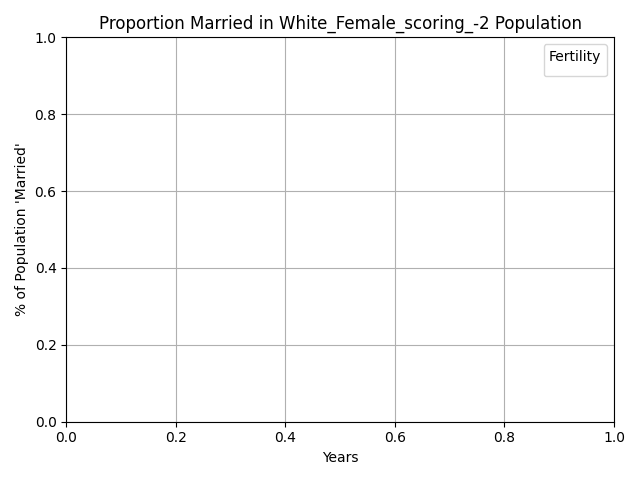 Proportion Married in White_Female_scoring_-2 Population
Fertility
% of Population 'Married'
1.0
0.8
0.6
0.4
0.2
0.0
0.0 0.2 0.4 0.6 0.8 1.0
Years